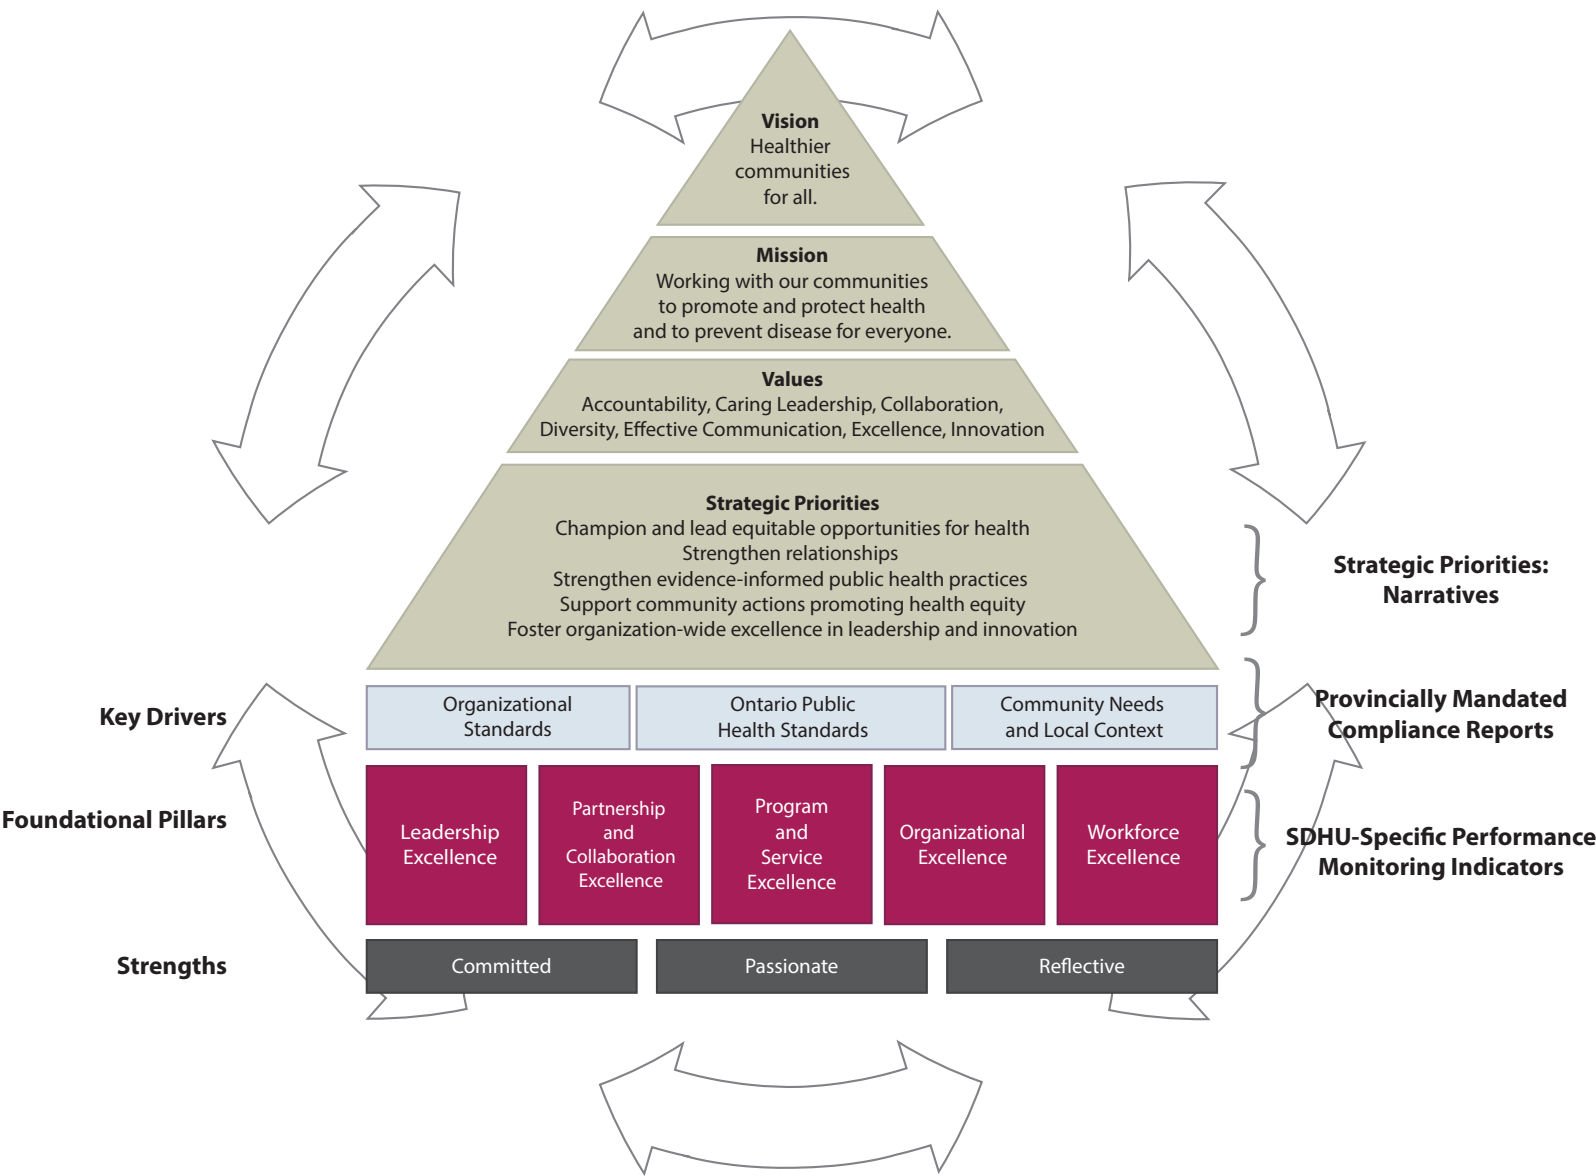 Vision
Healthier
communities
for all.
Mission
Working with our communities
to promote and protect health
and to prevent disease for everyone.
Values
Accountability, Caring Leadership, Collaboration,
Diversity, Effective Communication, Excellence, Innovation
Strategic Priorities
Champion and lead equitable opportunities for health
Strengthen relationships
Strengthen evidence-informed public health practices
Support community actions promoting health equity
Foster organization-wide excellence in leadership and innovation
Strategic Priorities:
Narratives
Key Drivers
Organizational
Standards
Ontario Public
Health Standards
Community Needs
and Local Context
Provincially Mandated
Compliance Reports
Foundational Pillars
Leadership
Excellence
Partnership
and
Collaboration
Excellence
Program
and
Service
Excellence
Organizational
Excellence
Workforce
Excellence
SDHU-Specific Performance
Monitoring Indicators
Strengths
Committed
Passionate
Reflective